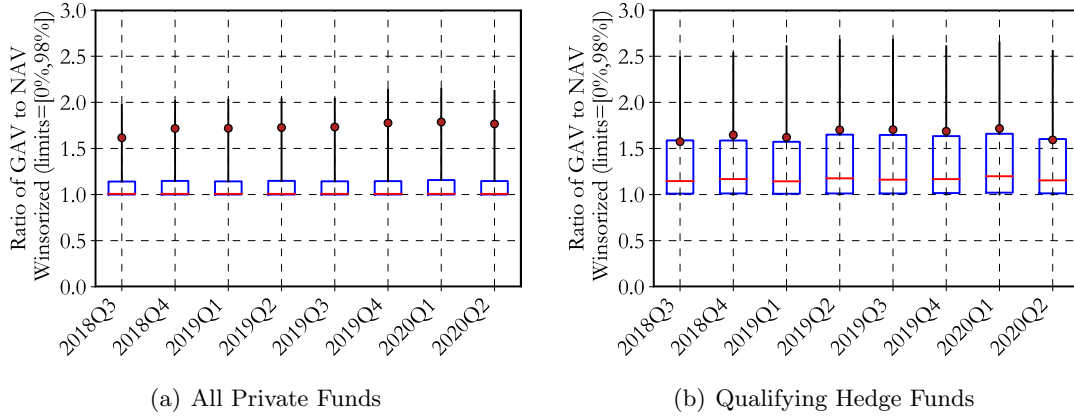 Ratio of GAV to NAV
Winsorized (limits=[0%,98%])
3.0
2.5
2.0
1.5
1.0
0.5
0.0
2018Q3
2018Q4
2019Q1
2019Q2
2019Q3
2019Q4
2020Q1
2020Q2
(a) All Private Funds
Ratio of GAV to NAV
Winsorized (limits=[0%,98%])
3.0
2.5
2.0
1.5
1.0
0.5
0.0
2018Q3
2018Q4
2019Q1
2019Q2
2019Q3
2019Q4
2020Q1
2020Q2
(b) Qualifying Hedge Funds